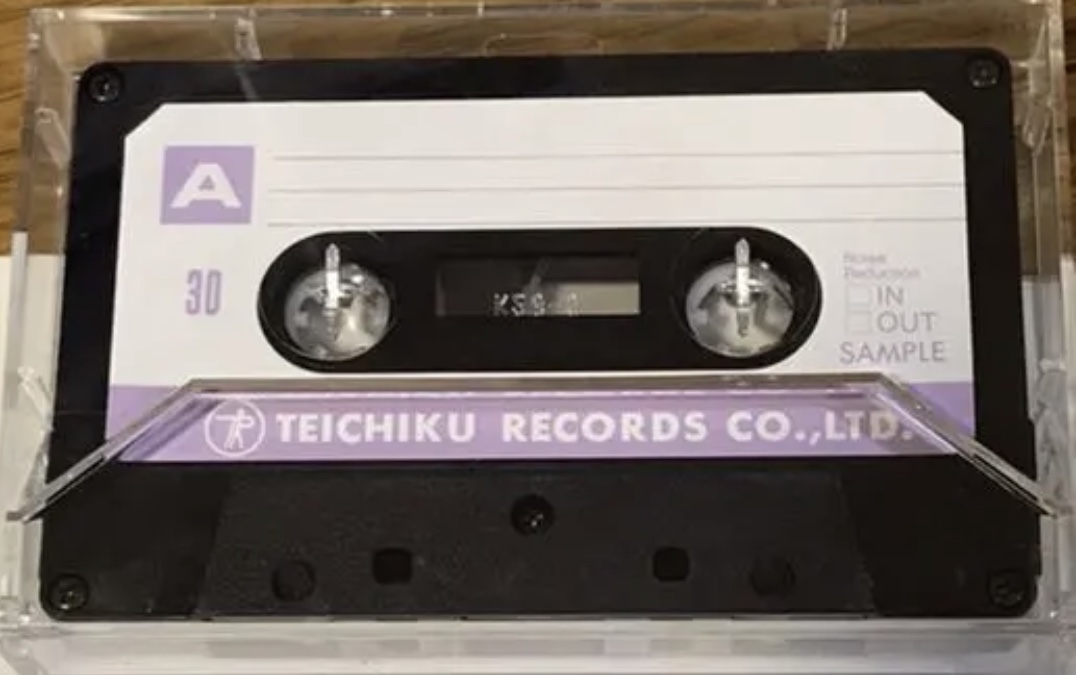 A
30
Noise
Reduction
IN
OUT
SAMPLE
TEICHIKU RECORDS CO.,LTD.